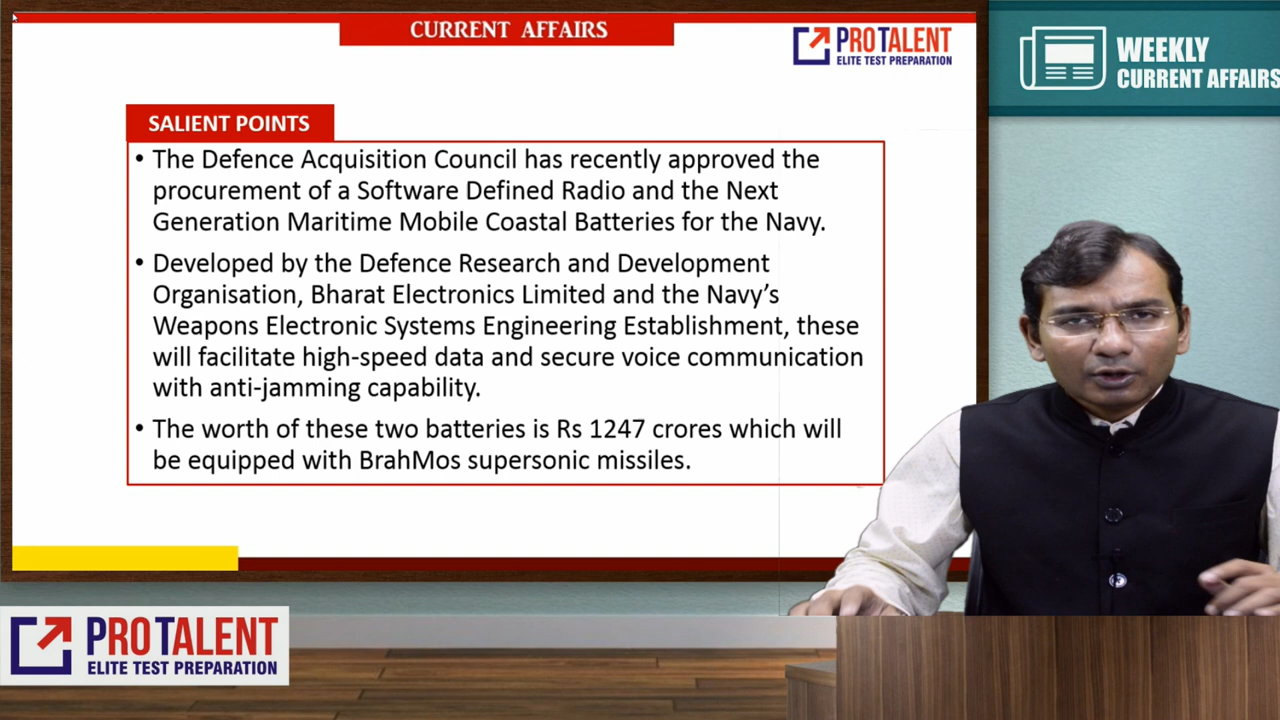 CURRENT AFFAIRS
PROTALENT
ELITE TEST PREPARATION
WEEKLY
CURRENT AFFAIRS
SALIENT POINTS
• The Defence Acquisition Council has recently approved the
procurement of a Software Defined Radio and the Next
Generation Maritime Mobile Coastal Batteries for the Navy.
• Developed by the Defence Research and Development
Organisation, Bharat Electronics Limited and the Navy’s
Weapons Electronic Systems Engineering Establishment, these
will facilitate high-speed data and secure voice communication
with anti-jamming capability.
• The worth of these two batteries is Rs 1247 crores which will
be equipped with BrahMos supersonic missiles.
PROTALENT
ELITE TEST PREPARATION